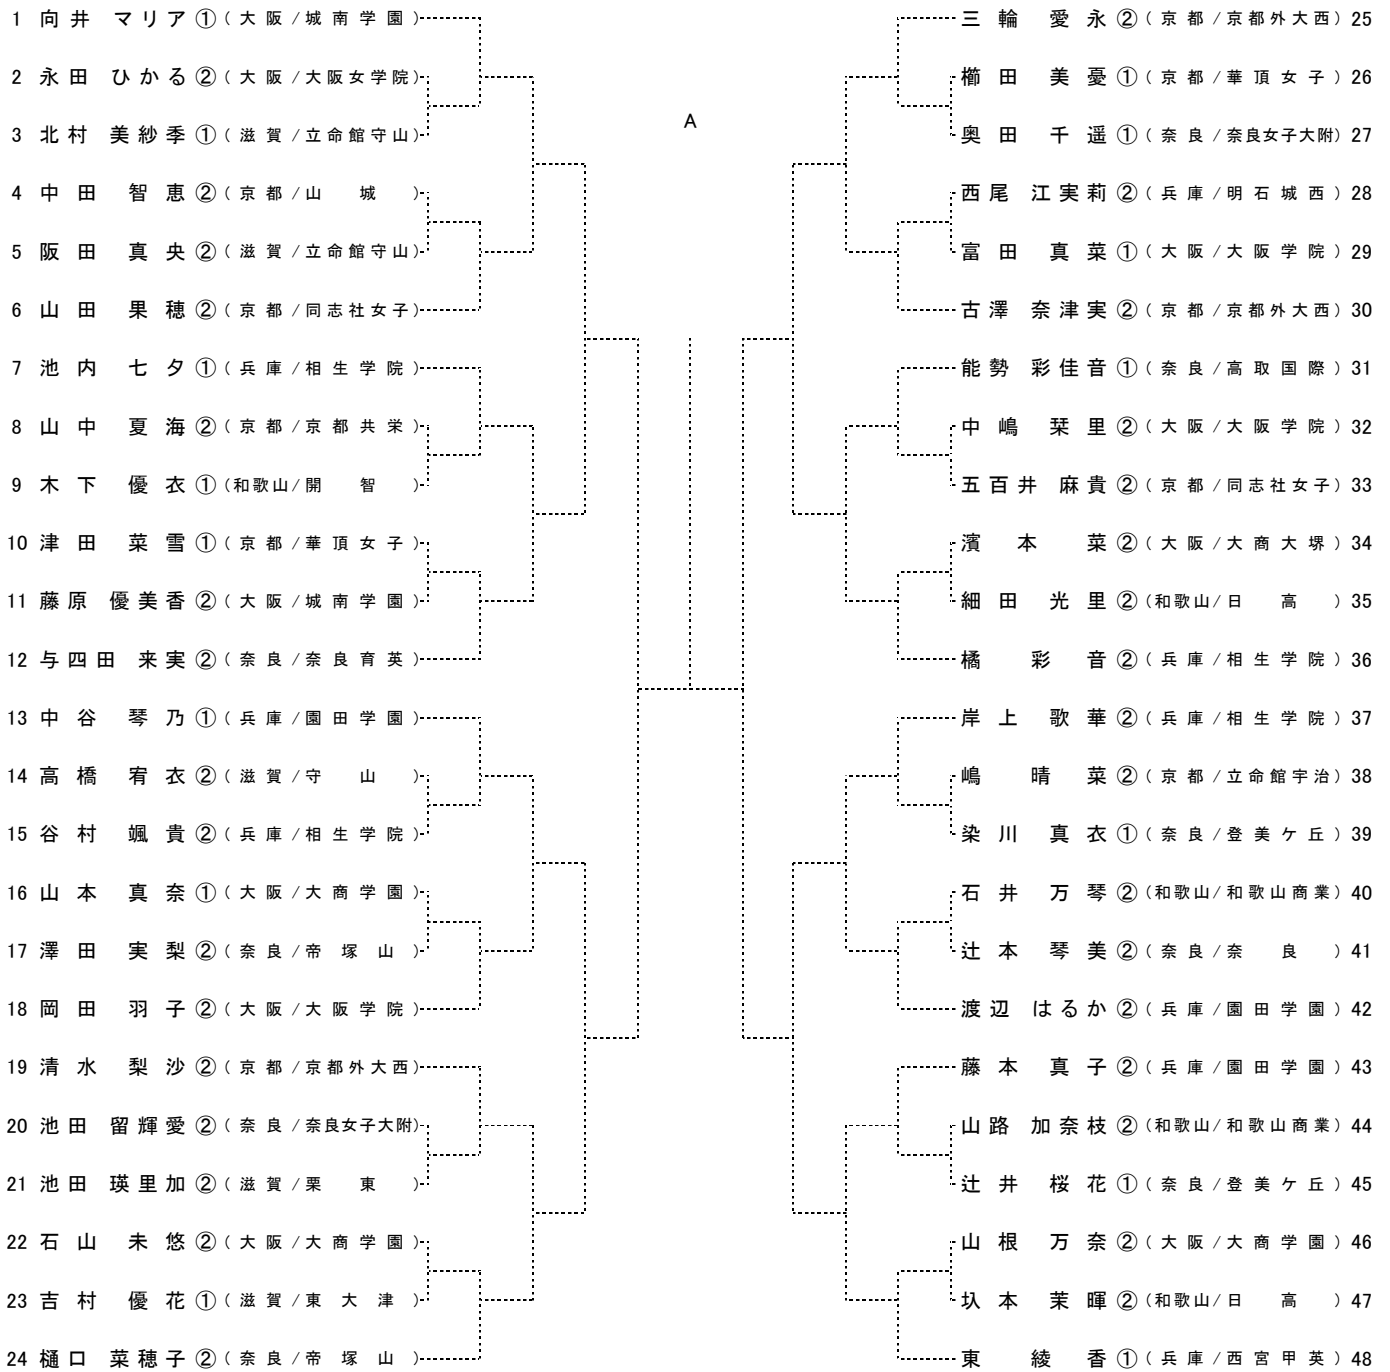 1 向井 マリア ① (大阪/城南学園)
2 永田 ひかる ② (大阪/大阪女学院)
3 北村 美紗季 ① (滋賀/立命館守山)
4 中田 智恵 ② (京都/山城)
5 阪田 真央 ② (滋賀/立命館守山)
6 山田 果穂 ② (京都/同志社女子)
7 池内 七夕 ① (兵庫/相生学院)
8 山中 夏海 ② (京都/京都共栄)
9 木下 優衣 ① (和歌山/開智)
10 津田 菜雪 ① (京都/華頂女子)
11 藤原 優美香 ② (大阪/城南学園)
12 与四田 来実 ② (奈良/奈良育英)
13 中谷 琴乃 ① (兵庫/園田学園)
14 高橋 宥衣 ② (滋賀/守山)
15 谷村 颯貴 ② (兵庫/相生学院)
16 山本 真奈 ① (大阪/大商学園)
17 澤田 実梨 ② (奈良/帝塚山)
18 岡田 羽子 ② (大阪/大阪学院)
19 清水 梨沙 ② (京都/京都外大西)
20 池田 留輝愛 ② (奈良/奈良女子大附)
21 池田 瑛里加 ② (滋賀/栗東)
22 石山 未悠 ② (大阪/大商学園)
23 吉村 優花 ① (滋賀/東大津)
24 樋口 菜穂子 ② (奈良/帝塚山)
A
三輪 愛永 ② (京都/京都外大西) 25
櫛田 美憂 ① (京都/華頂女子) 26
奥田 千遥 ① (奈良/奈良女子大附) 27
西尾 江実莉 ② (兵庫/明石城西) 28
富田 真菜 ① (大阪/大阪学院) 29
古澤 奈津実 ② (京都/京都外大西) 30
能勢 彩佳音 ① (奈良/高取国際) 31
中嶋 栞里 ② (大阪/大阪学院) 32
五百井 麻貴 ② (京都/同志社女子) 33
濱本 菜 ② (大阪/大商大堺) 34
細田 光里 ② (和歌山/日高) 35
橘 彩音 ② (兵庫/相生学院) 36
岸上 歌華 ② (兵庫/相生学院) 37
嶋 晴菜 ② (京都/立命館宇治) 38
染川 真衣 ① (奈良/登美ケ丘) 39
石井 万琴 ② (和歌山/和歌山商業) 40
辻本 琴美 ② (奈良/奈良) 41
渡辺 はるか ② (兵庫/園田学園) 42
藤本 真子 ② (兵庫/園田学園) 43
山路 加奈枝 ② (和歌山/和歌山商業) 44
辻井 桜花 ① (奈良/登美ケ丘) 45
山根 万奈 ② (大阪/大商学園) 46
圦本 茉暉 ② (和歌山/日高) 47
東 綾香 ① (兵庫/西宮甲英) 48